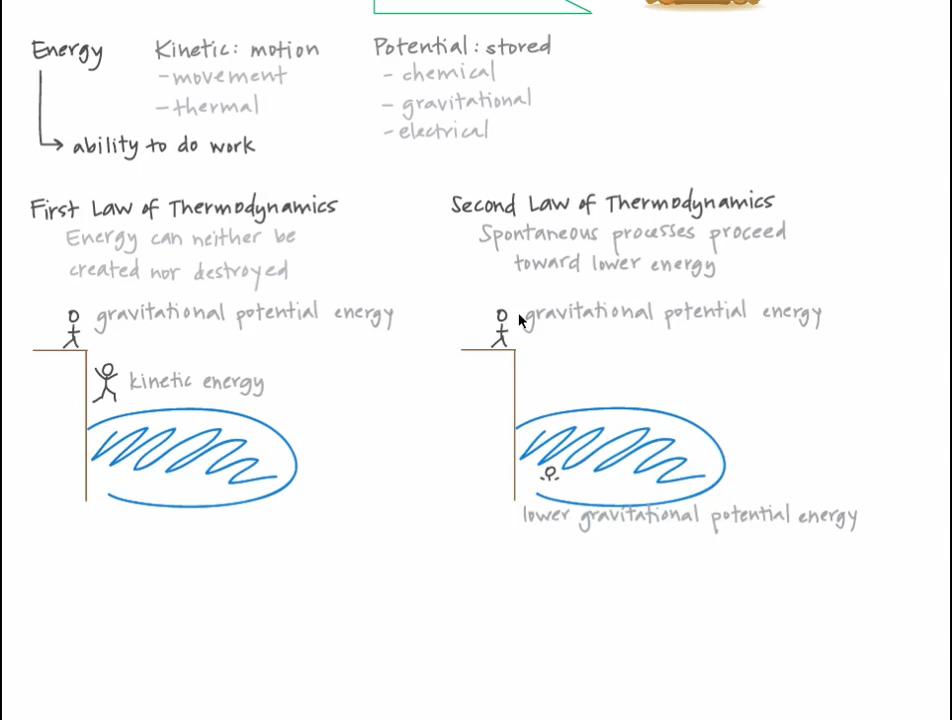 Energy
Kinetic: motion
-movement
-thermal
Potential: stored
- chemical
- gravitational
- electrical
ability to do work
First Law of Thermodynamics
Energy can neither be
created nor destroyed
gravitational potential energy
kinetic energy
Second Law of Thermodynamics
Spontaneous processes proceed
toward lower energy
gravitational potential energy
lower gravitational potential energy